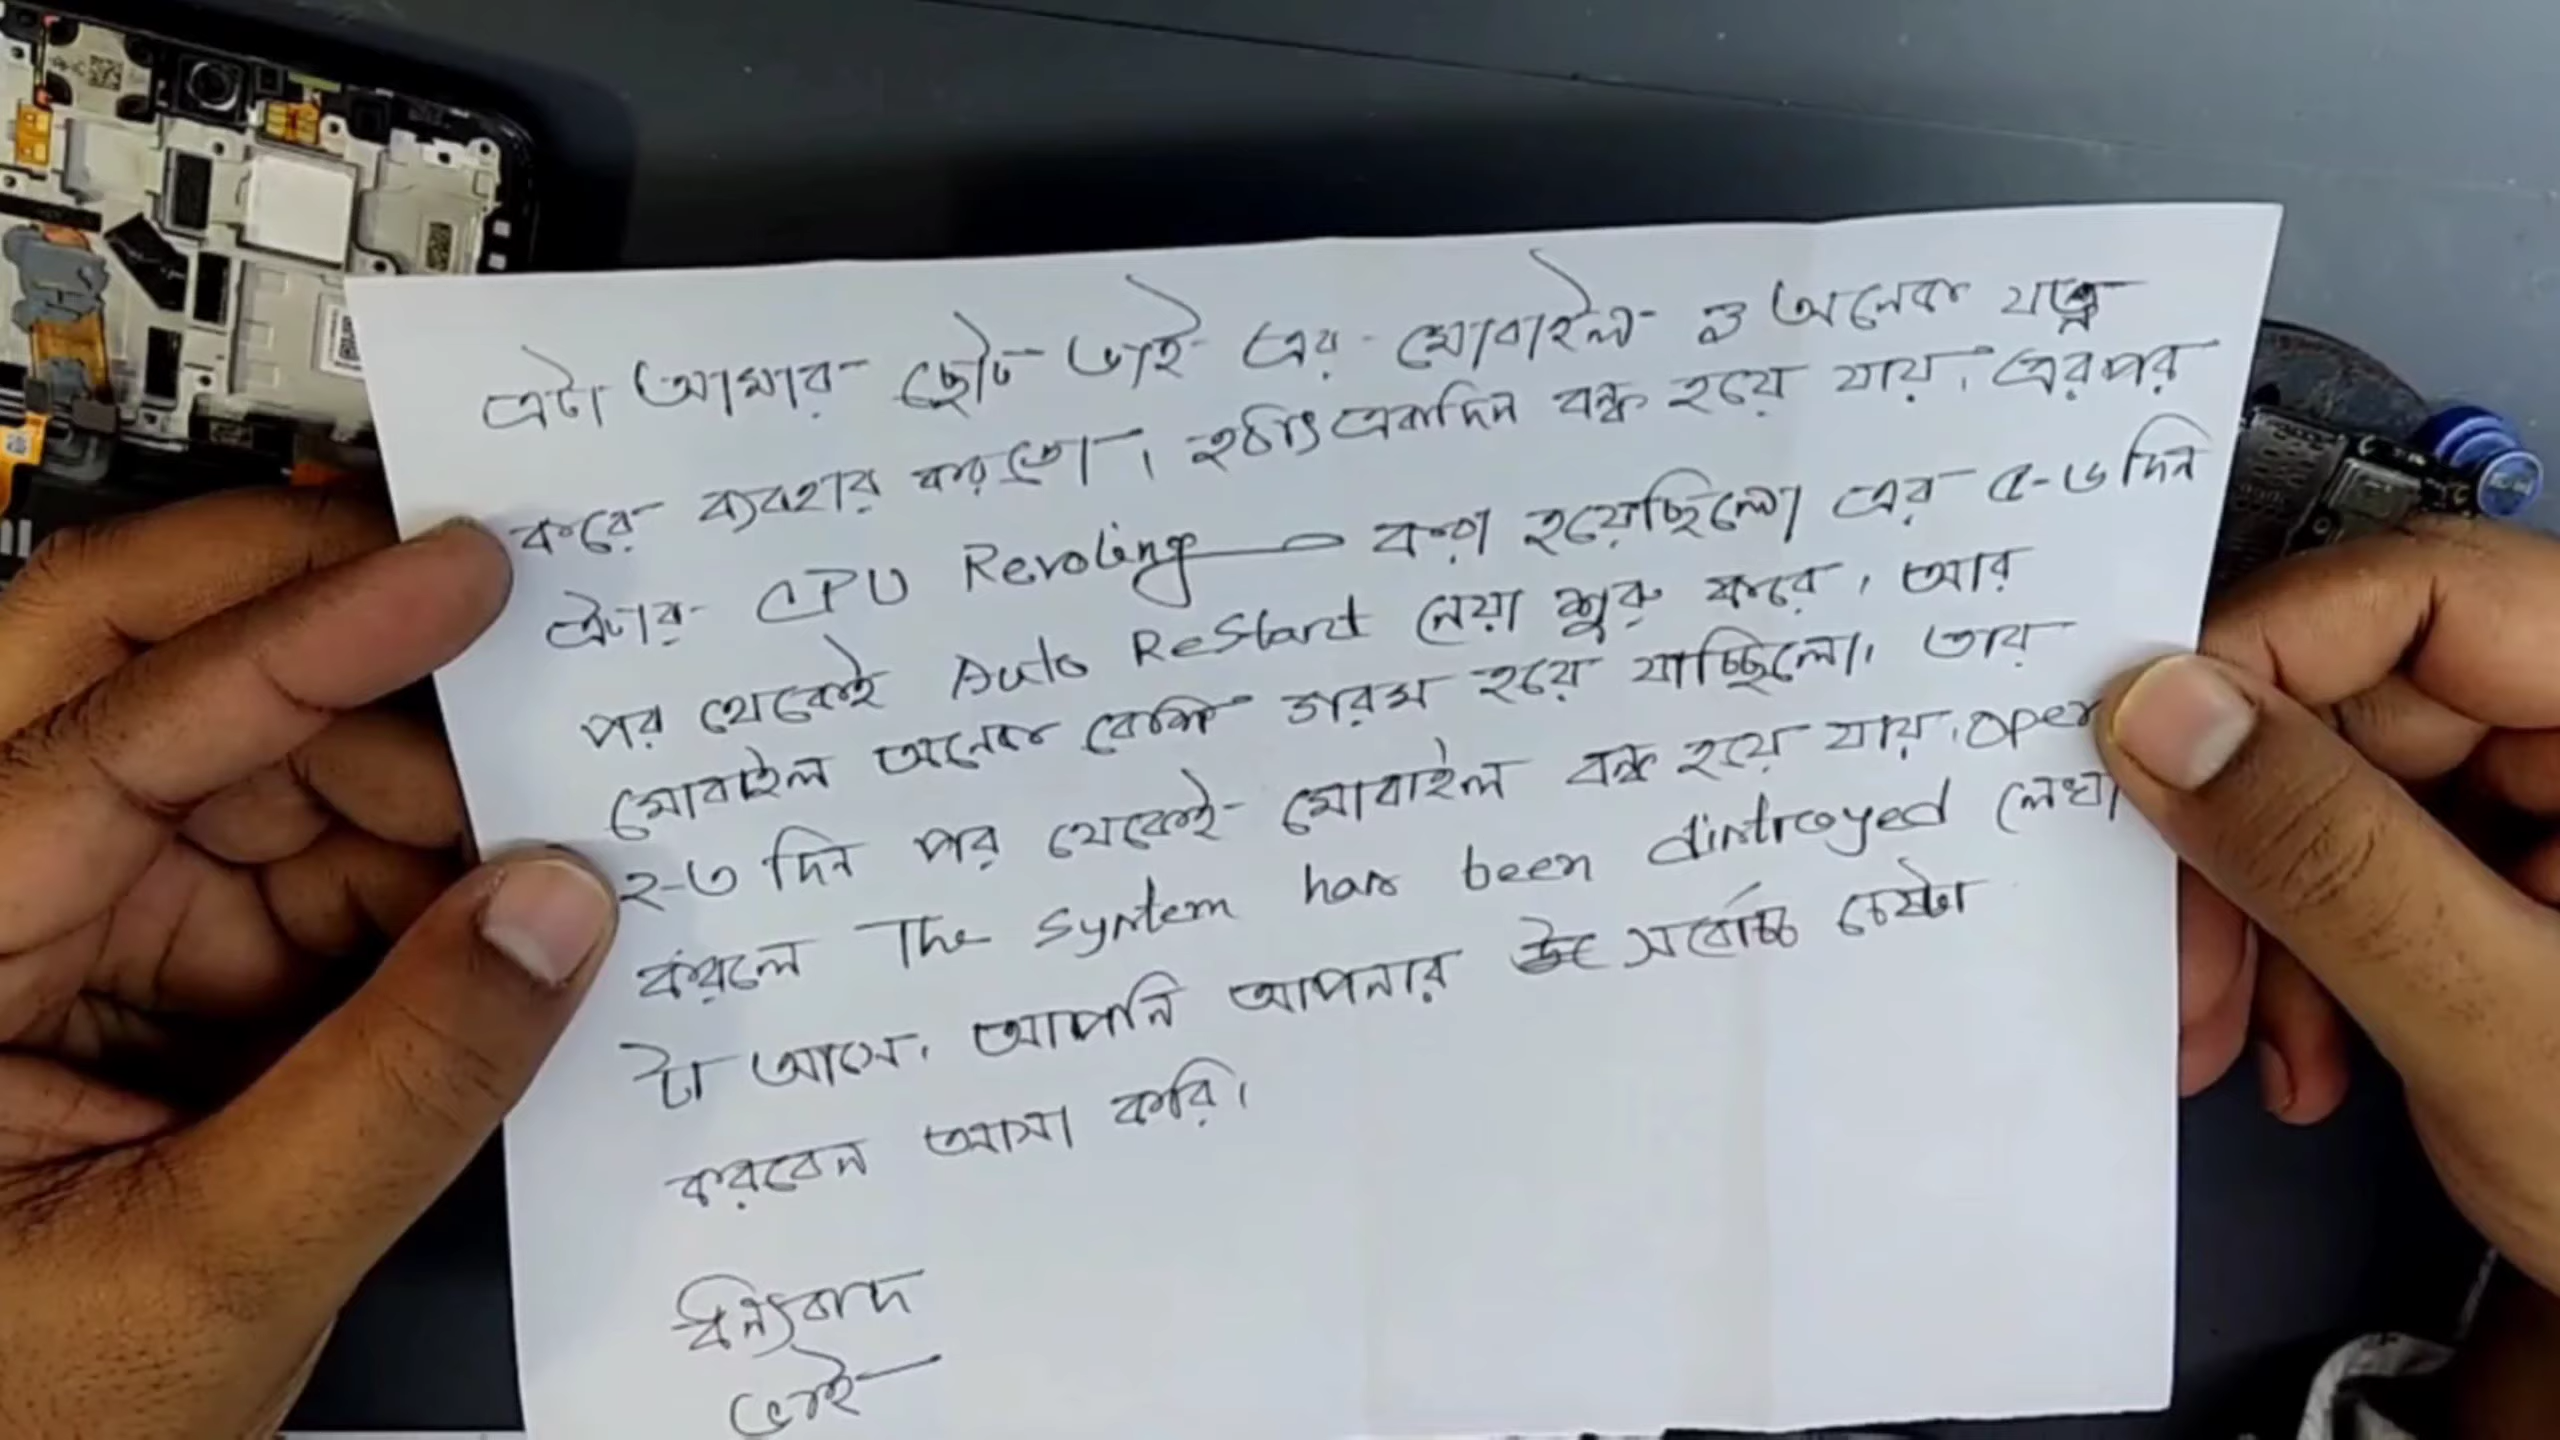 এটা আমার ছোট ভাই এর মোবাইল ও অনেক যত্ন
করে ব্যবহার করতো। হঠাৎ একদিন বন্ধ হয়ে যায়। এরপর
এটার CPU Reroling করা হয়েছিলো এর ৫-৬ দিন
পর থেকেই Auto ReStart নেয়া শুরু করে, আর
মোবাইল অনেক বেশি গরম হয়ে যাচ্ছিলো। তার
২-৩ দিন পর থেকেই মোবাইল বন্ধ হয়ে যায়। open
করলে The system has been distroyed লেখা
টা আসে। আপনি আপনার সর্বোচ্চ চেষ্টা
করবেন আসা করি।
ধন্যবাদ
ভাই